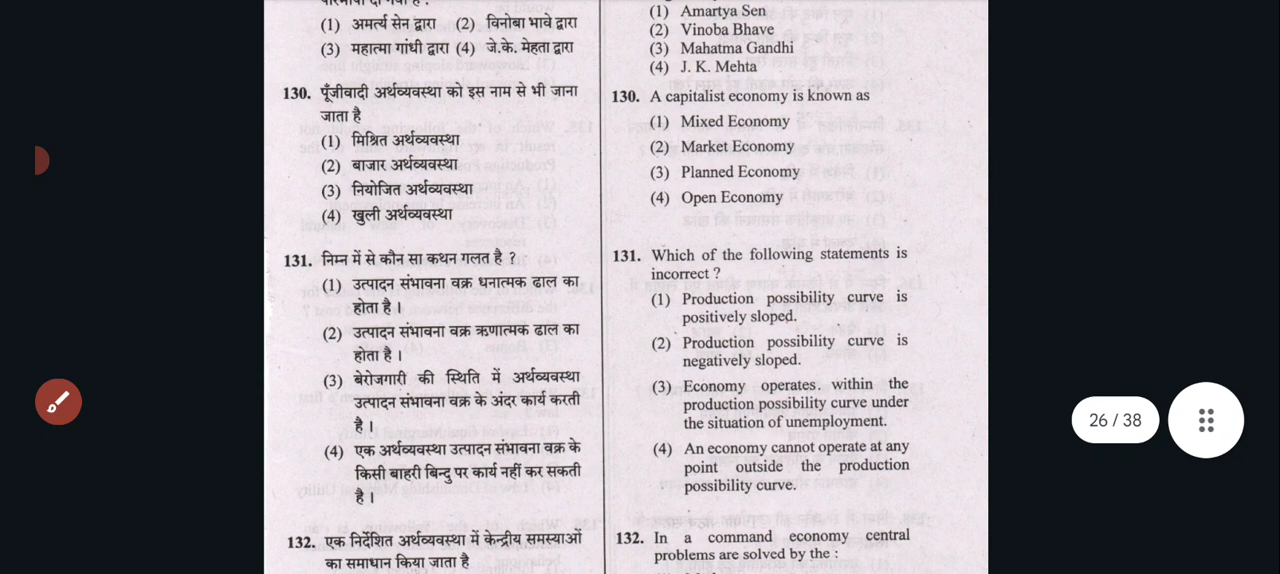 (1) अमर्त्य सेन द्वारा (2) विनोबा भावे द्वारा
(3) महात्मा गांधी द्वारा (4) जे.के. मेहता द्वारा
130. पूँजीवादी अर्थव्यवस्था को इस नाम से भी जाना
जाता है
(1) मिश्रित अर्थव्यवस्था
(2) बाजार अर्थव्यवस्था
(3) नियोजित अर्थव्यवस्था
(4) खुली अर्थव्यवस्था
131. निम्न में से कौन सा कथन गलत है ?
(1) उत्पादन संभावना वक्र धनात्मक ढाल का
होता है ।
(2) उत्पादन संभावना वक्र ऋणात्मक ढाल का
होता है ।
(3) बेरोजगारी की स्थिति में अर्थव्यवस्था
उत्पादन संभावना वक्र के अंदर कार्य करती
है ।
(4) एक अर्थव्यवस्था उत्पादन संभावना वक्र के
किसी बाहरी बिन्दु पर कार्य नहीं कर सकती
है ।
132. एक निर्देशित अर्थव्यवस्था में केन्द्रीय समस्याओं
का समाधान किया जाता है
(1) Amartya Sen
(2) Vinoba Bhave
(3) Mahatma Gandhi
(4) J. K. Mehta
130. A capitalist economy is known as
(1) Mixed Economy
(2) Market Economy
(3) Planned Economy
(4) Open Economy
131. Which of the following statements is
incorrect ?
(1) Production possibility curve is
positively sloped.
(2) Production possibility curve is
negatively sloped.
(3) Economy operates within the
production possibility curve under
the situation of unemployment.
(4) An economy cannot operate at any
point outside the production
possibility curve.
132. In a command economy central
problems are solved by the :
26 / 38